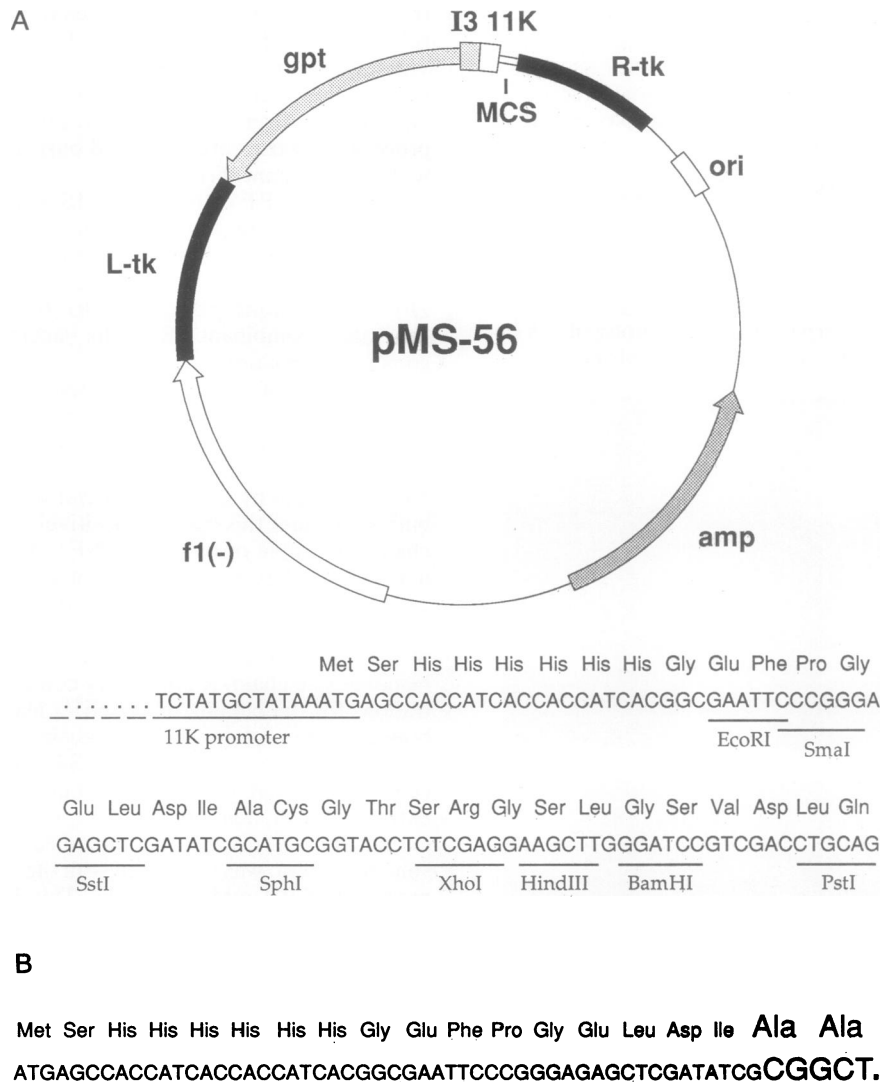 A
I3 11K
gpt
R-tk
MCS
ori
L-tk
pMS-56
f1(-)
amp
Met Ser His His His His His His Gly Glu Phe Pro Gly
.......TCTATGCTATAAATGAGCCACCATCACCACCATCACGGCGAATTCCCGGGA
11K promoter
EcoRI
SmaI
Glu Leu Asp Ile Ala Cys Gly Thr Ser Arg Gly Ser Leu Gly Ser Val Asp Leu Gln
GAGCTCGATATCGCATGCGGTACCTCTCGAGGAAGCTTGGGATCCGTCGACCTGCAG
SstI
SphI
XhoI
HindIII
BamHI
PstI
B
Met Ser His His His His His His Gly Glu Phe Pro Gly Glu Leu Asp Ile Ala Ala
ATGAGCCACCATCACCACCATCACGGCGAATTCCCGGGAGAGCTCGATATCGCGGCT.